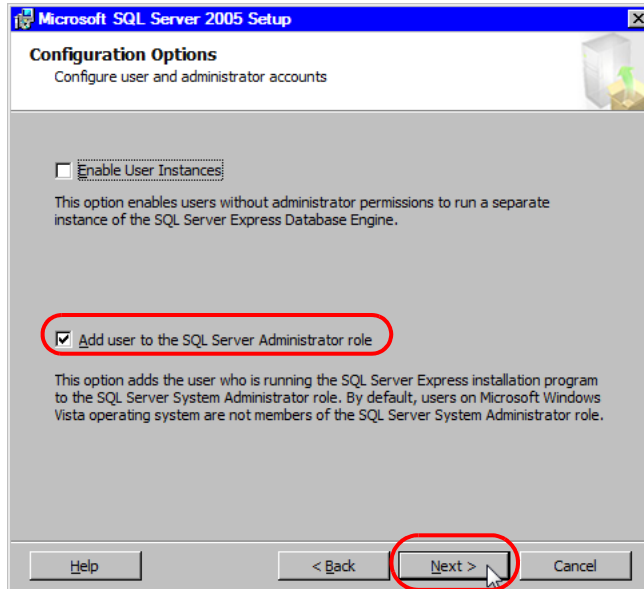 Microsoft SQL Server 2005 Setup
Configuration Options
Configure user and administrator accounts
Enable User Instances
This option enables users without administrator permissions to run a separate
instance of the SQL Server Express Database Engine.
Add user to the SQL Server Administrator role
This option adds the user who is running the SQL Server Express installation program
to the SQL Server System Administrator role. By default, users on Microsoft Windows
Vista operating system are not members of the SQL Server System Administrator role.
Help
< Back
Next >
Cancel